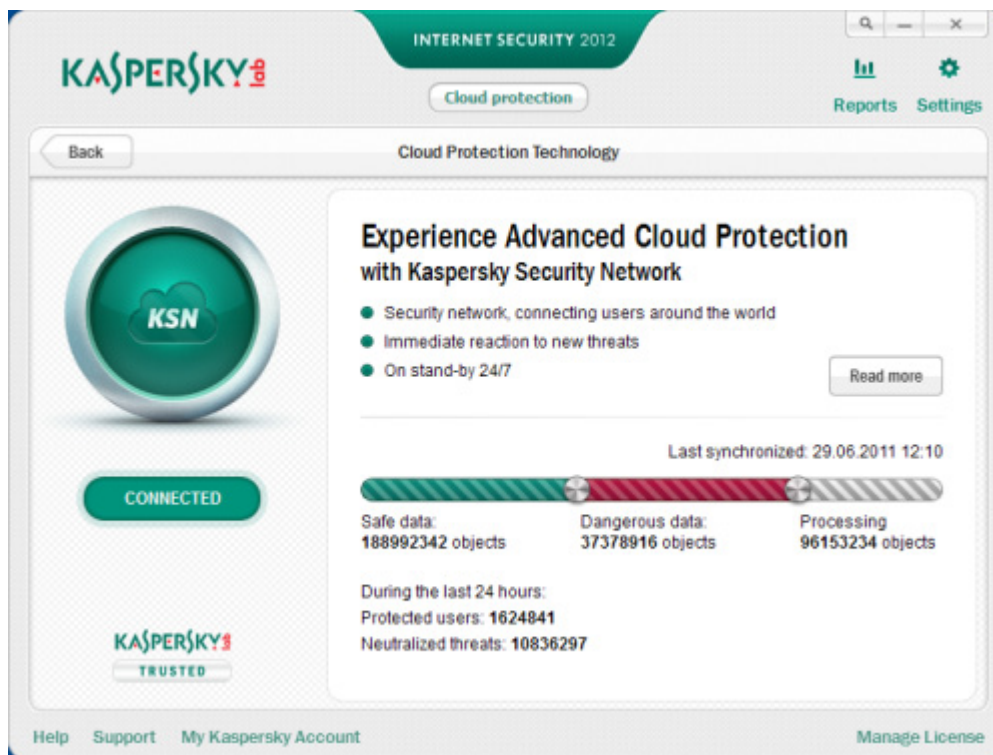 INTERNET SECURITY 2012
KASPERSKY lab
Cloud protection
Reports Settings
Back
Cloud Protection Technology
KSN
CONNECTED
KASPERSKY lab
TRUSTED
Experience Advanced Cloud Protection
with Kaspersky Security Network
Security network, connecting users around the world
Immediate reaction to new threats
On stand-by 24/7
Read more
Last synchronized: 29.06.2011 12:10
Safe data:
188992342 objects
Dangerous data:
37378916 objects
Processing
96153234 objects
During the last 24 hours:
Protected users: 1624841
Neutralized threats: 10836297
Help Support My Kaspersky Account Manage License